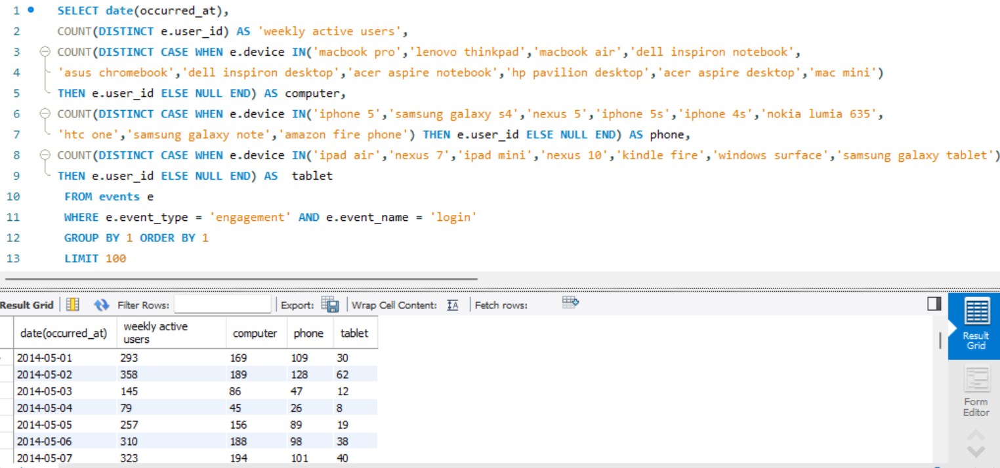 1 SELECT date(occurred_at),
2 COUNT(DISTINCT e.user_id) AS 'weekly active users',
3 COUNT(DISTINCT CASE WHEN e.device IN('macbook pro','lenovo thinkpad','macbook air','dell inspiron notebook',
4 'asus chromebook','dell inspiron desktop','acer aspire notebook','hp pavilion desktop','acer aspire desktop','mac mini')
5 THEN e.user_id ELSE NULL END) AS computer,
6 COUNT(DISTINCT CASE WHEN e.device IN('iphone 5','samsung galaxy s4','nexus 5','iphone 5s','iphone 4s','nokia lumia 635',
7 'htc one','samsung galaxy note','amazon fire phone') THEN e.user_id ELSE NULL END) AS phone,
8 COUNT(DISTINCT CASE WHEN e.device IN('ipad air','nexus 7','ipad mini','nexus 10','kindle fire','windows surface','samsung galaxy tablet')
9 THEN e.user_id ELSE NULL END) AS  tablet
10 FROM events e
11 WHERE e.event_type = 'engagement' AND e.event_name = 'login'
12 GROUP BY 1 ORDER BY 1
13 LIMIT 100
Result Grid Filter Rows: Export: Wrap Cell Content: IA Fetch rows:
date(occurred_at) weekly active users computer phone tablet
2014-05-01 293 169 109 30
2014-05-02 358 189 128 62
2014-05-03 145 86 47 12
2014-05-04 79 45 26 8
2014-05-05 257 156 89 19
2014-05-06 310 188 98 38
2014-05-07 323 194 101 40
Result
Grid
Form
Editor